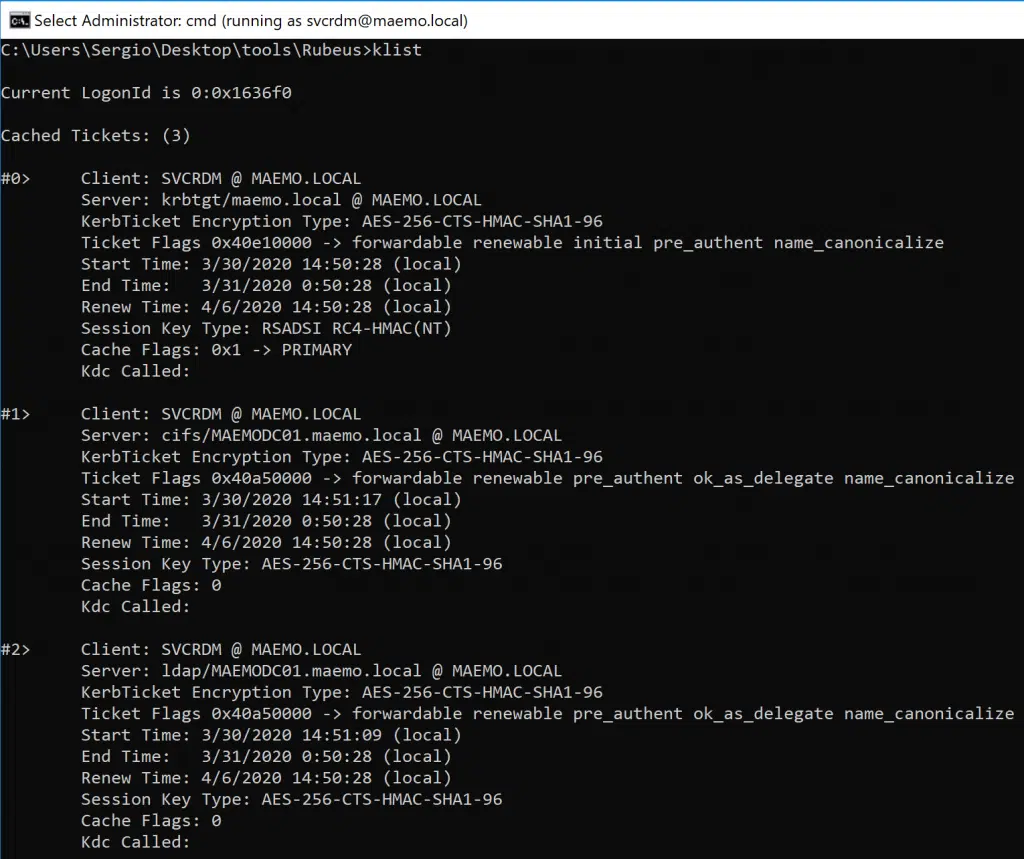 Select Administrator: cmd (running as svcrdm@maemo.local)
C:\Users\Sergio\Desktop\tools\Rubeus>klist
Current LogonId is 0:0x1636f0
Cached Tickets: (3)
#0>     Client: SVCRDM @ MAEMO.LOCAL
        Server: krbtgt/maemo.local @ MAEMO.LOCAL
        KerbTicket Encryption Type: AES-256-CTS-HMAC-SHA1-96
        Ticket Flags 0x40e10000 -> forwardable renewable initial pre_authent name_canonicalize
        Start Time: 3/30/2020 14:50:28 (local)
        End Time:   3/31/2020 0:50:28 (local)
        Renew Time: 4/6/2020 14:50:28 (local)
        Session Key Type: RSADSI RC4-HMAC(NT)
        Cache Flags: 0x1 -> PRIMARY
        Kdc Called:
#1>     Client: SVCRDM @ MAEMO.LOCAL
        Server: cifs/MAEMODC01.maemo.local @ MAEMO.LOCAL
        KerbTicket Encryption Type: AES-256-CTS-HMAC-SHA1-96
        Ticket Flags 0x40a50000 -> forwardable renewable pre_authent ok_as_delegate name_canonicalize
        Start Time: 3/30/2020 14:51:17 (local)
        End Time:   3/31/2020 0:50:28 (local)
        Renew Time: 4/6/2020 14:50:28 (local)
        Session Key Type: AES-256-CTS-HMAC-SHA1-96
        Cache Flags: 0
        Kdc Called:
#2>     Client: SVCRDM @ MAEMO.LOCAL
        Server: ldap/MAEMODC01.maemo.local @ MAEMO.LOCAL
        KerbTicket Encryption Type: AES-256-CTS-HMAC-SHA1-96
        Ticket Flags 0x40a50000 -> forwardable renewable pre_authent ok_as_delegate name_canonicalize
        Start Time: 3/30/2020 14:51:09 (local)
        End Time:   3/31/2020 0:50:28 (local)
        Renew Time: 4/6/2020 14:50:28 (local)
        Session Key Type: AES-256-CTS-HMAC-SHA1-96
        Cache Flags: 0
        Kdc Called: